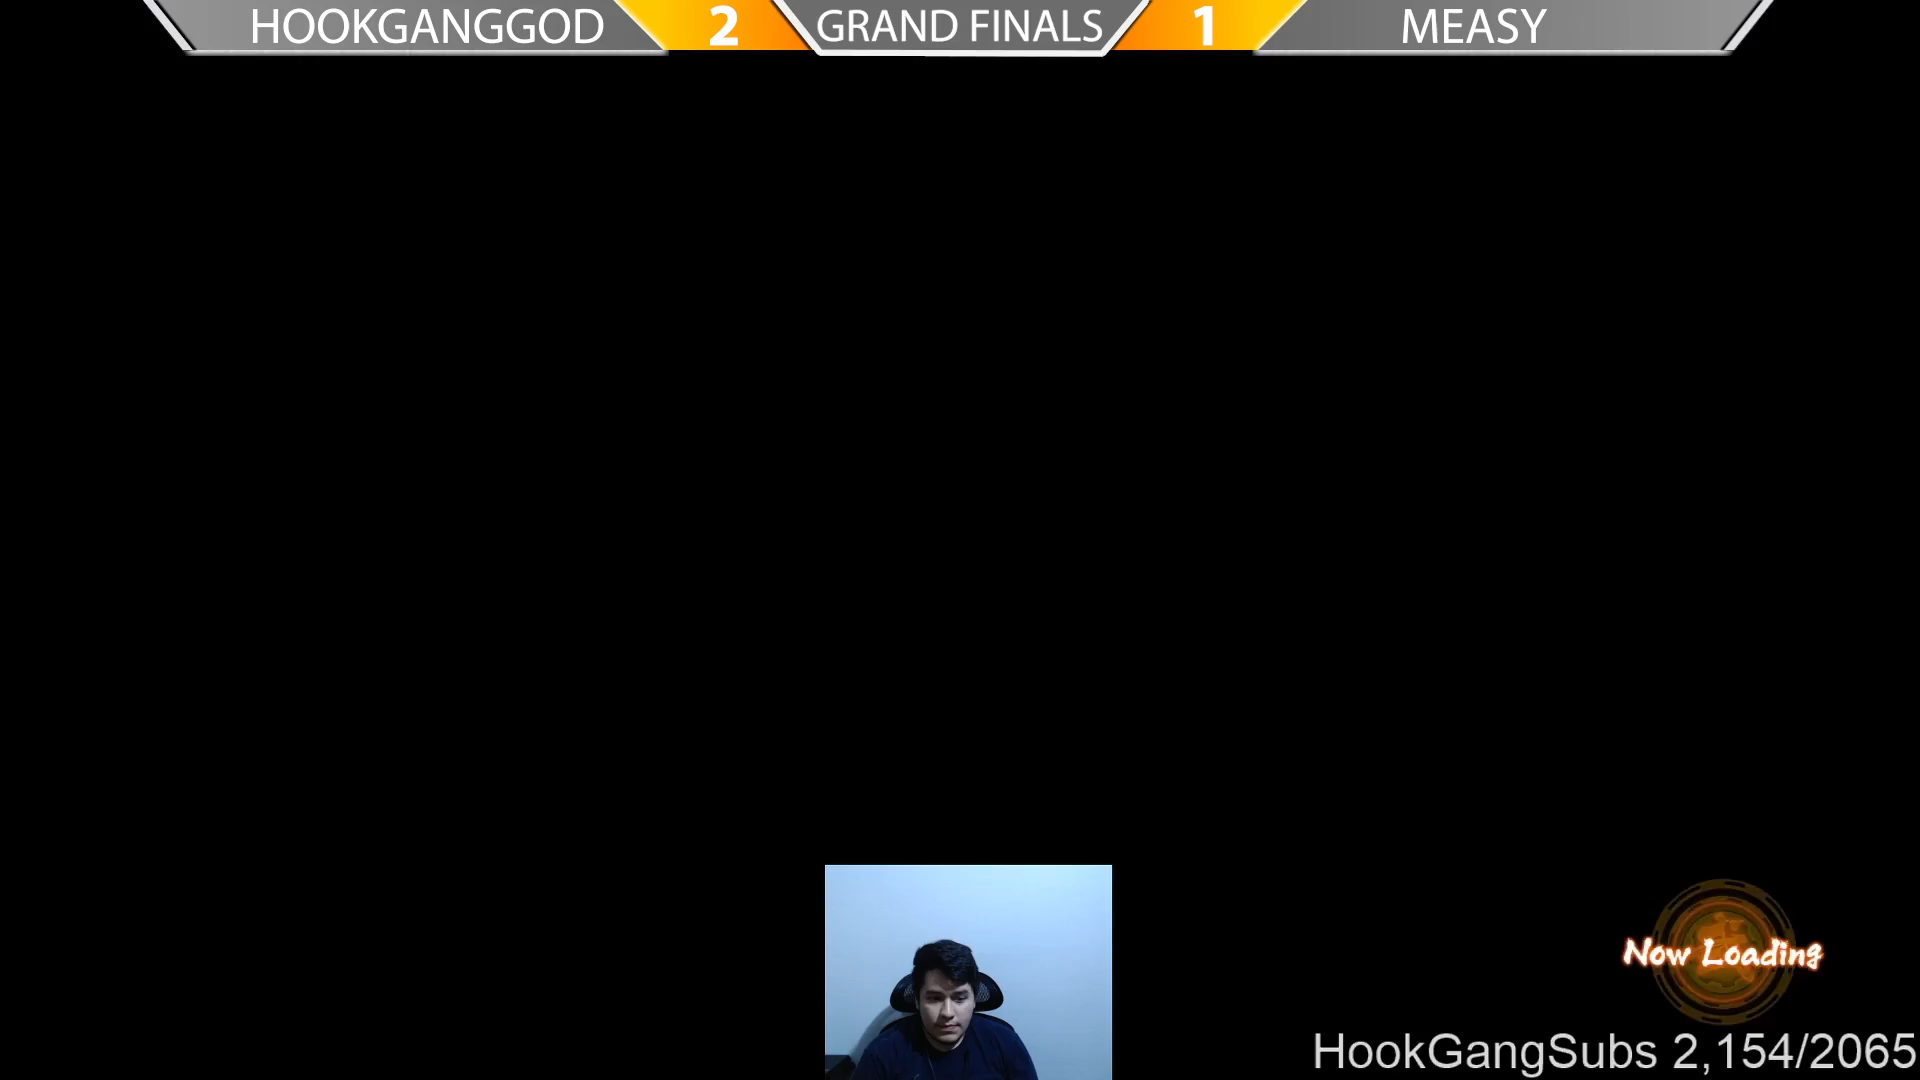 HOOKGANGGOD 2 GRAND FINALS 1 MEASY
Now Loading
HookGangSubs 2,154/2065